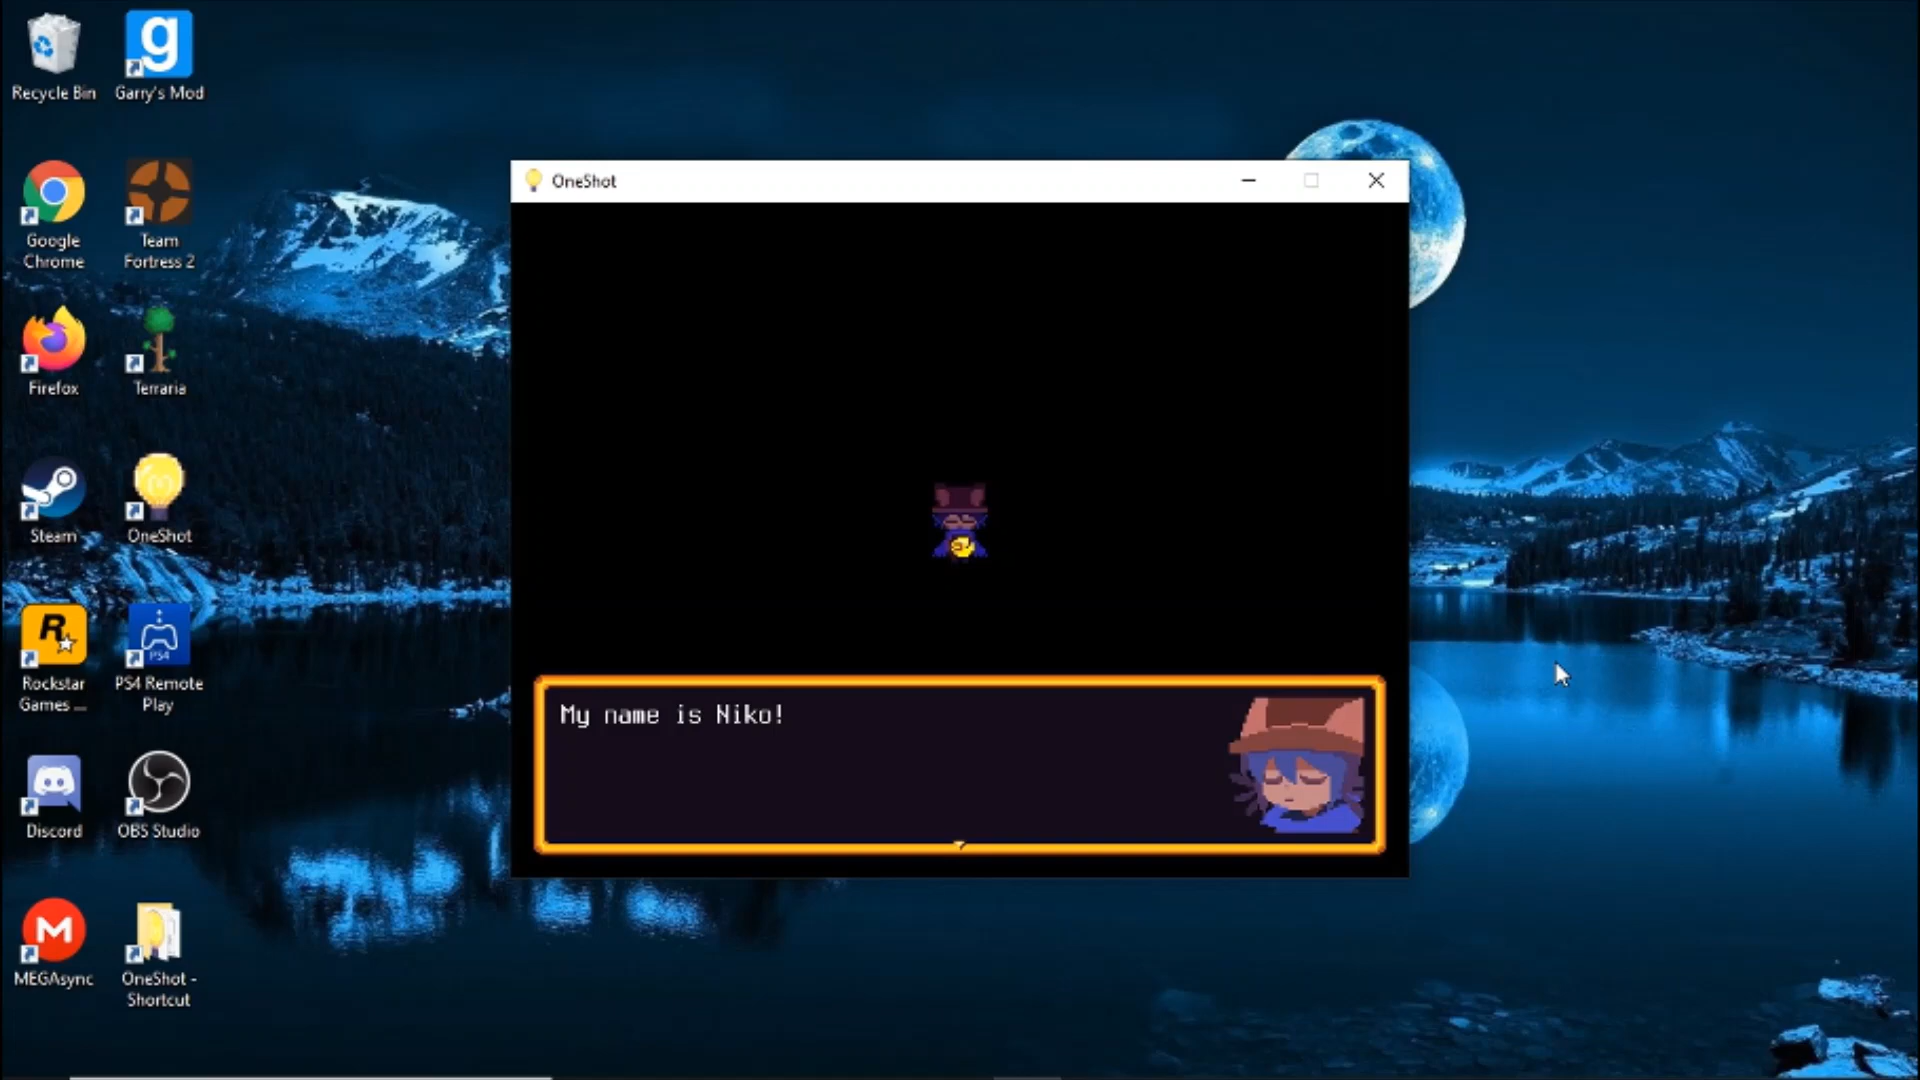 Recycle Bin
g
Garry's Mod
Google
Chrome
Team
Fortress 2
Firefox
Terraria
Steam
OneShot
R
Rockstar
Games ...
PS4
PS4 Remote
Play
Discord
OBS Studio
M
MEGAsync
OneShot -
Shortcut
OneShot
My name is Niko!